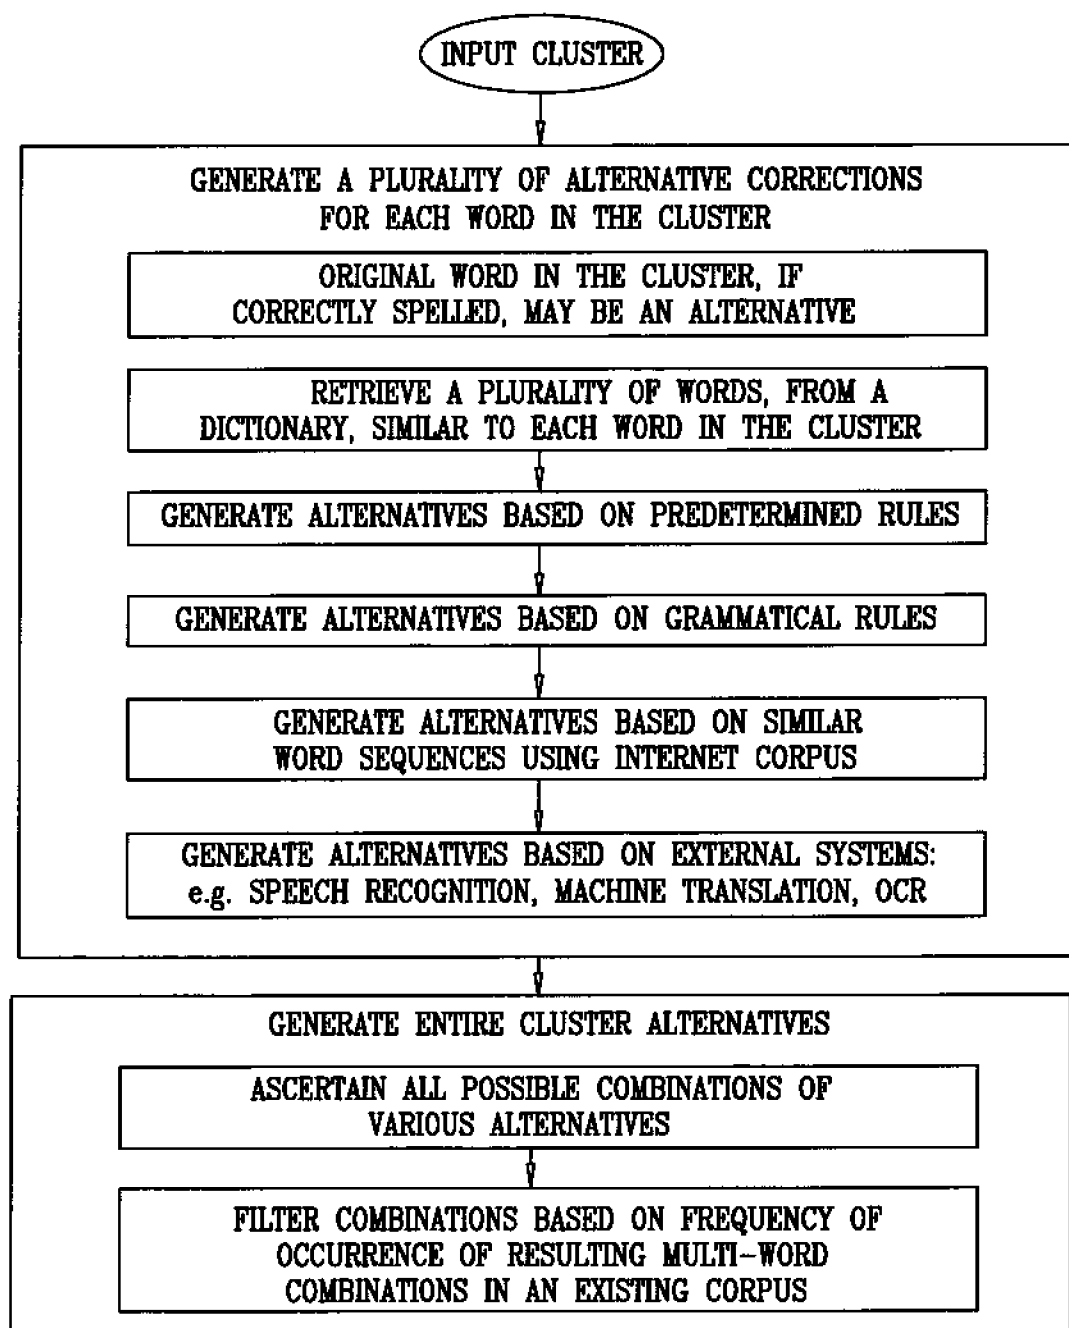 INPUT CLUSTER
GENERATE A PLURALITY OF ALTERNATIVE CORRECTIONS
FOR EACH WORD IN THE CLUSTER
ORIGINAL WORD IN THE CLUSTER, IF
CORRECTLY SPELLED, MAY BE AN ALTERNATIVE
RETRIEVE A PLURALITY OF WORDS, FROM A
DICTIONARY, SIMILAR TO EACH WORD IN THE CLUSTER
GENERATE ALTERNATIVES BASED ON PREDETERMINED RULES
GENERATE ALTERNATIVES BASED ON GRAMMATICAL RULES
GENERATE ALTERNATIVES BASED ON SIMILAR
WORD SEQUENCES USING INTERNET CORPUS
GENERATE ALTERNATIVES BASED ON EXTERNAL SYSTEMS:
e.g. SPEECH RECOGNITION, MACHINE TRANSLATION, OCR
GENERATE ENTIRE CLUSTER ALTERNATIVES
ASCERTAIN ALL POSSIBLE COMBINATIONS OF
VARIOUS ALTERNATIVES
FILTER COMBINATIONS BASED ON FREQUENCY OF
OCCURRENCE OF RESULTING MULTI-WORD
COMBINATIONS IN AN EXISTING CORPUS